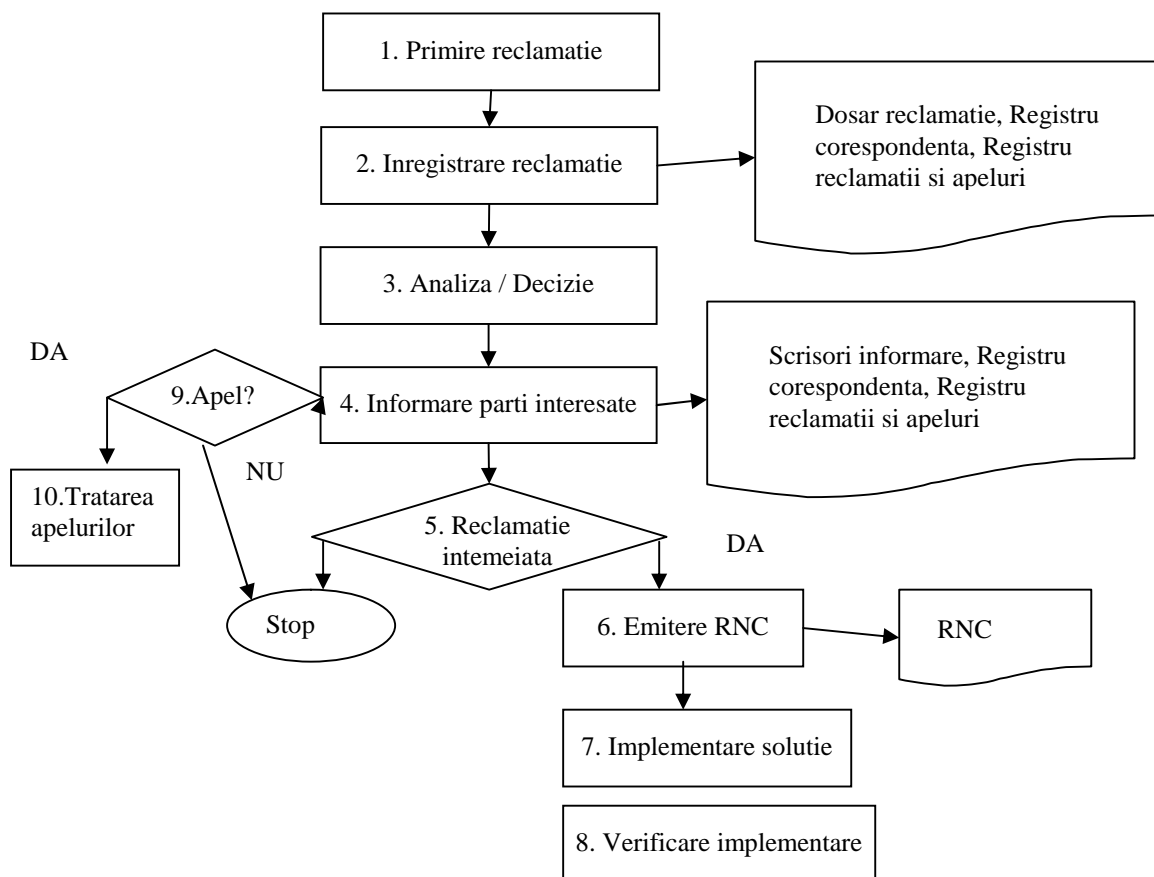 1. Primire reclamatie
Dosar reclamatie, Registru
corespondenta, Registru
reclamatii si apeluri
2. Inregistrare reclamatie
3. Analiza / Decizie
Scrisori informare, Registru
corespondenta, Registru
reclamatii si apeluri
DA
9.Apel?
4. Informare parti interesate
NU
10.Tratarea
apelurilor
5. Reclamatie
intemeiata
DA
Stop
6. Emitere RNC
RNC
7. Implementare solutie
8. Verificare implementare